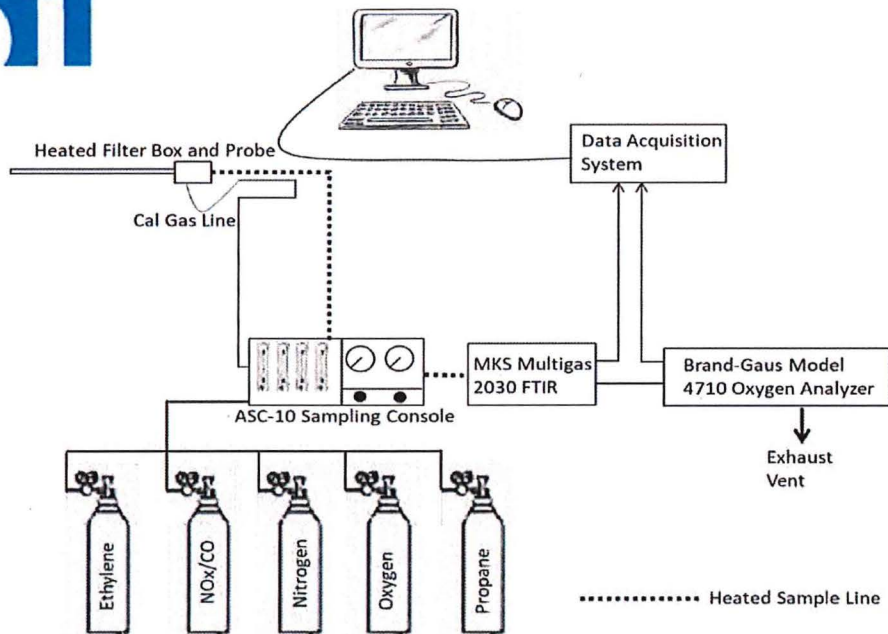 Data Acquisition
System
Heated Filter Box and Probe
Cal Gas Line
MKS Multigas
2030 FTIR
Brand-Gaus Model
4710 Oxygen Analyzer
ASC-10 Sampling Console
Exhaust
Vent
Ethylene
NOx/CO
Nitrogen
Oxygen
Propane
Heated Sample Line